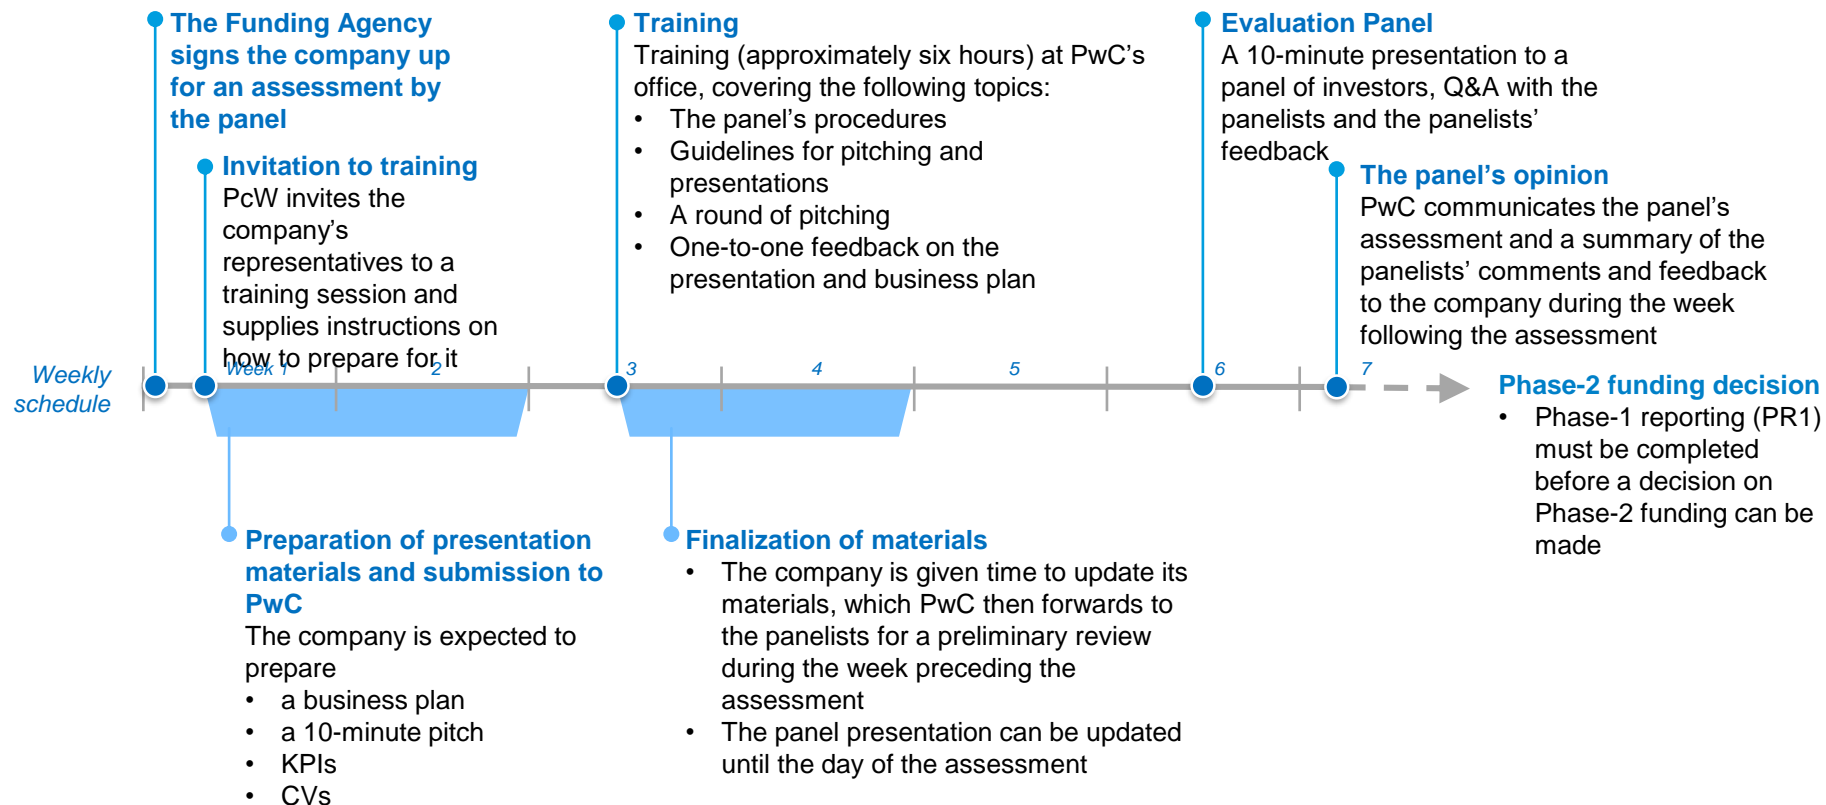 The Funding Agency
signs the company up
for an assessment by
the panel
Invitation to training
PcW invites the
company’s
representatives to a
training session and
supplies instructions on
how to prepare for it
Training
Training (approximately six hours) at PwC’s
office, covering the following topics:
• The panel’s procedures
• Guidelines for pitching and
presentations
• A round of pitching
• One-to-one feedback on the
presentation and business plan
Evaluation Panel
A 10-minute presentation to a
panel of investors, Q&A with the
panelists and the panelists’
feedback
The panel’s opinion
PwC communicates the panel’s
assessment and a summary of the
panelists’ comments and feedback
to the company during the week
following the assessment
Weekly
schedule
Week 1
2
3
4
5
6
7
Phase-2 funding decision
• Phase-1 reporting (PR1)
must be completed
before a decision on
Phase-2 funding can be
made
Preparation of presentation
materials and submission to
PwC
The company is expected to
prepare
• a business plan
• a 10-minute pitch
• KPIs
• CVs
Finalization of materials
• The company is given time to update its
materials, which PwC then forwards to
the panelists for a preliminary review
during the week preceding the
assessment
• The panel presentation can be updated
until the day of the assessment